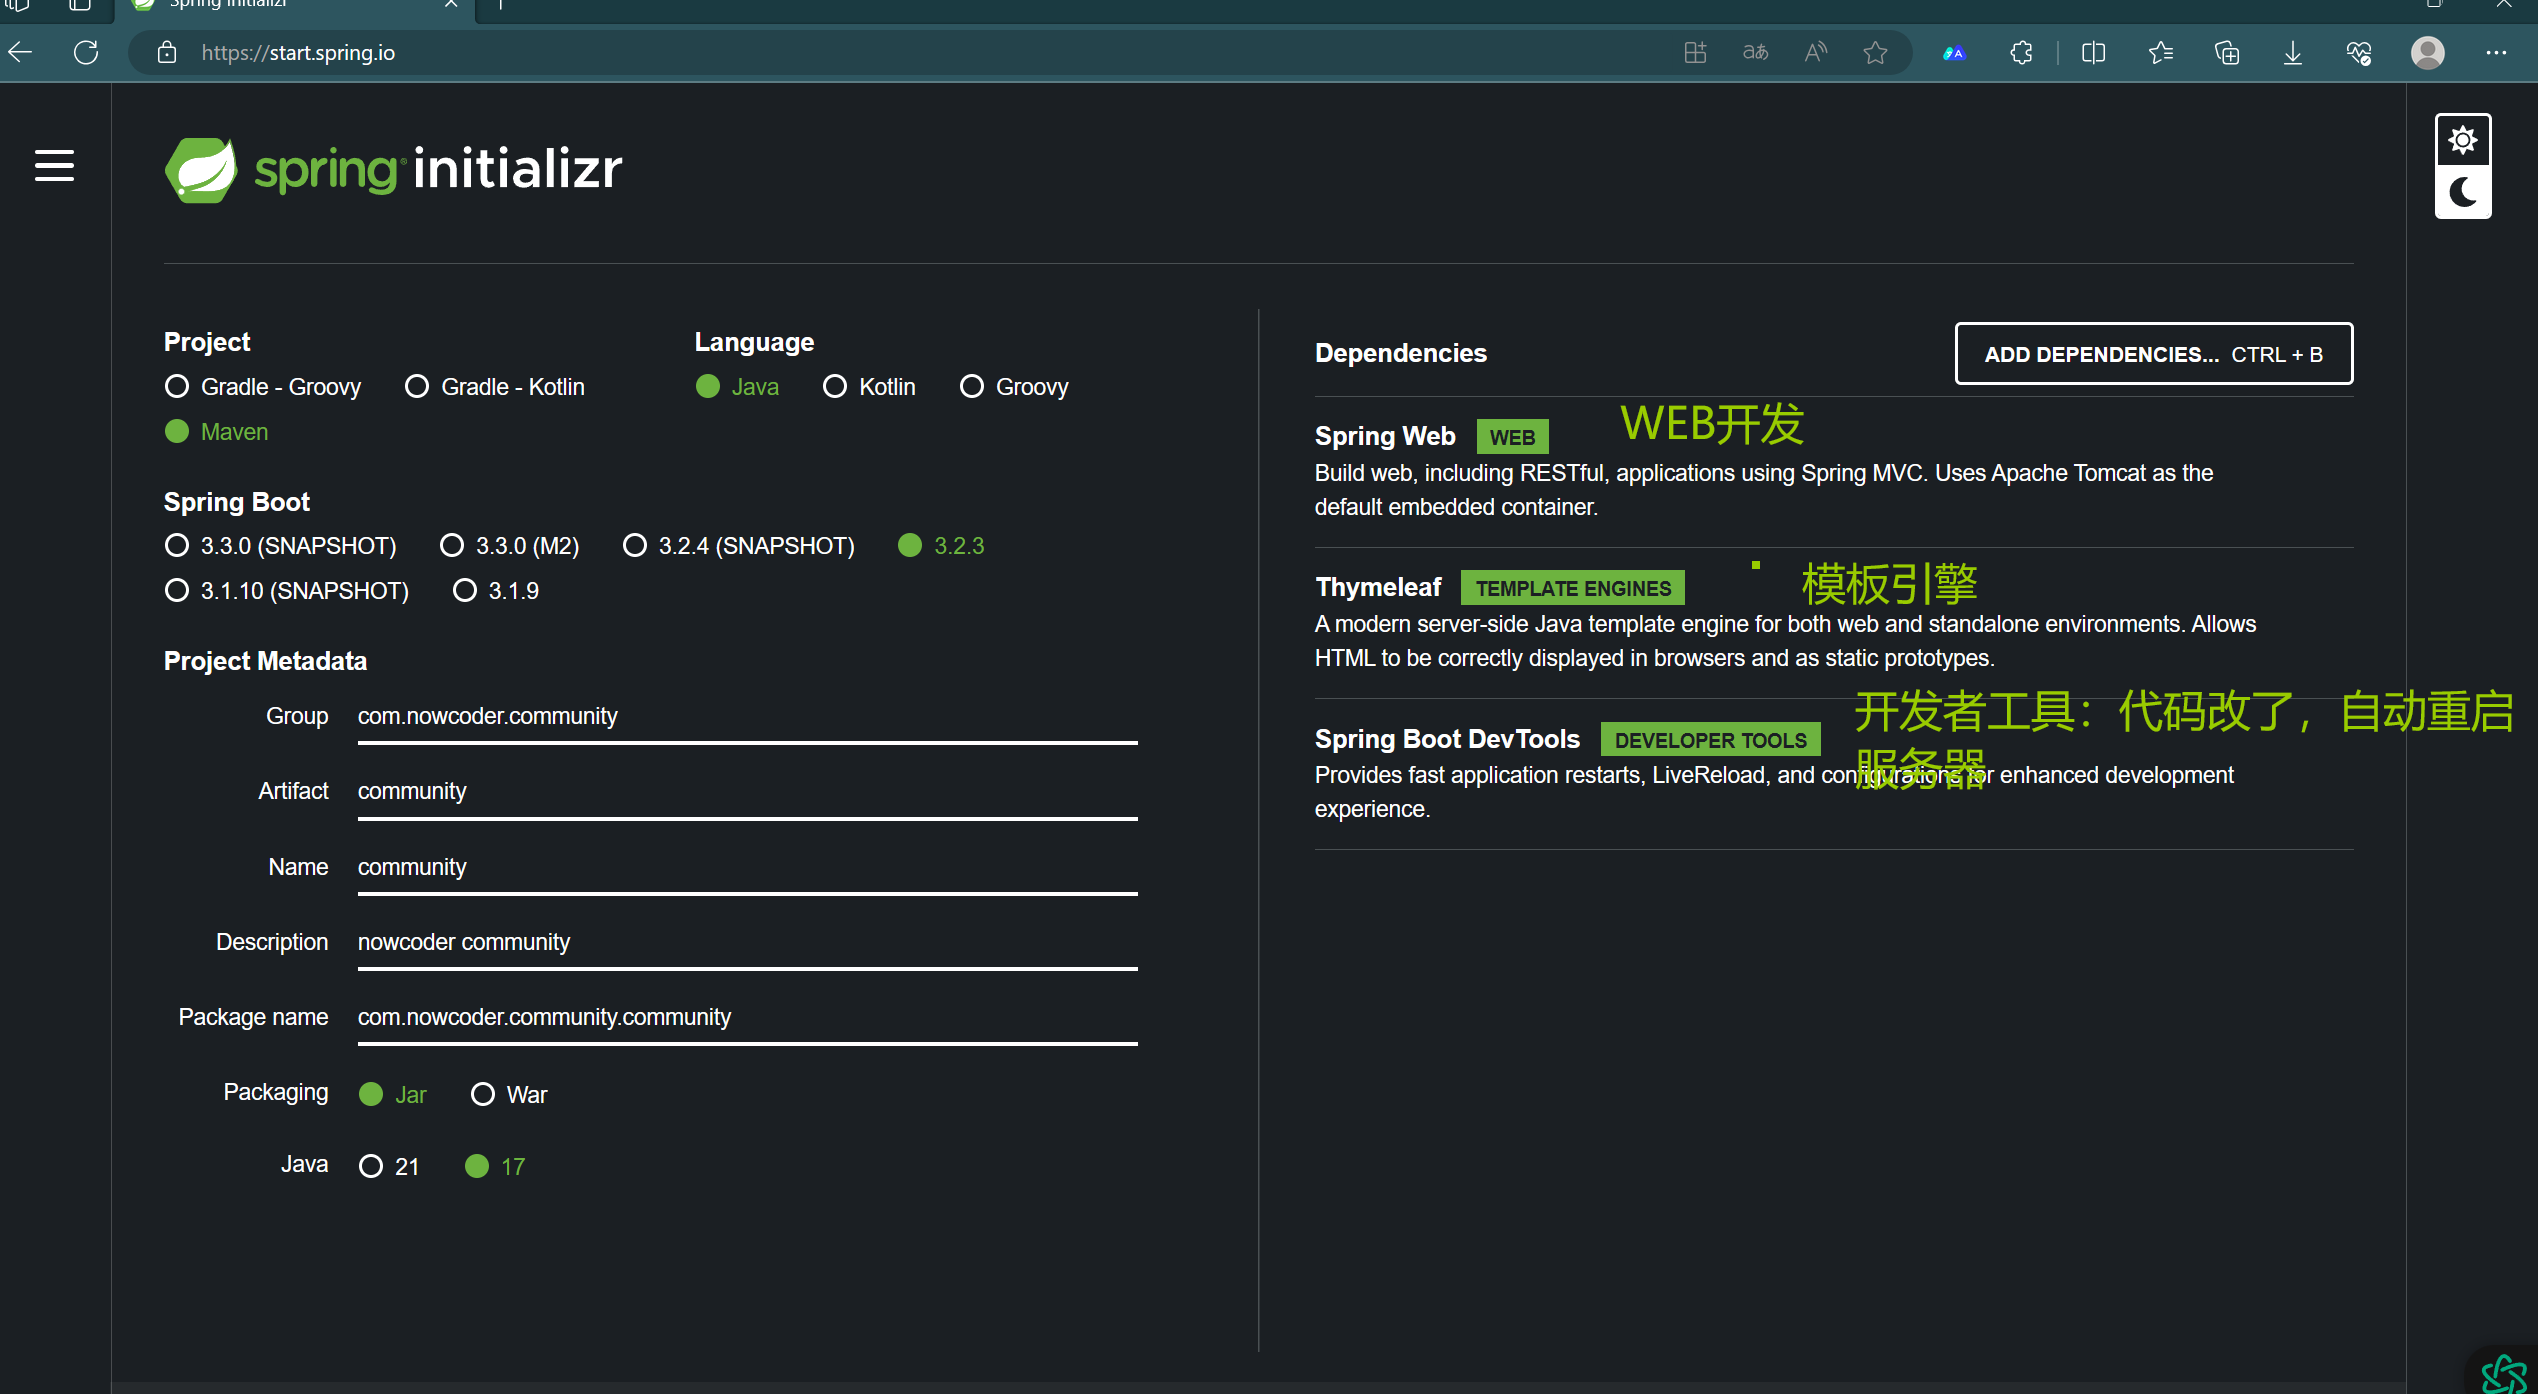 Spring Initializr
https://start.spring.io
spring initializr
Project
Gradle - Groovy Gradle - Kotlin
Maven
Language
Java Kotlin Groovy
Spring Boot
3.3.0 (SNAPSHOT) 3.3.0 (M2) 3.2.4 (SNAPSHOT) 3.2.3
3.1.10 (SNAPSHOT) 3.1.9
Project Metadata
Group com.nowcoder.community
Artifact community
Name community
Description nowcoder community
Package name com.nowcoder.community.community
Packaging Jar War
Java 21 17
Dependencies
ADD DEPENDENCIES... CTRL + B
Spring Web WEB WEB开发
Build web, including RESTful, applications using Spring MVC. Uses Apache Tomcat as the
default embedded container.
Thymeleaf TEMPLATE ENGINES 模板引擎
A modern server-side Java template engine for both web and standalone environments. Allows
HTML to be correctly displayed in browsers and as static prototypes.
开发者工具：代码改了，自动重启
服务器
Spring Boot DevTools DEVELOPER TOOLS
Provides fast application restarts, LiveReload, and configurations for enhanced development
experience.